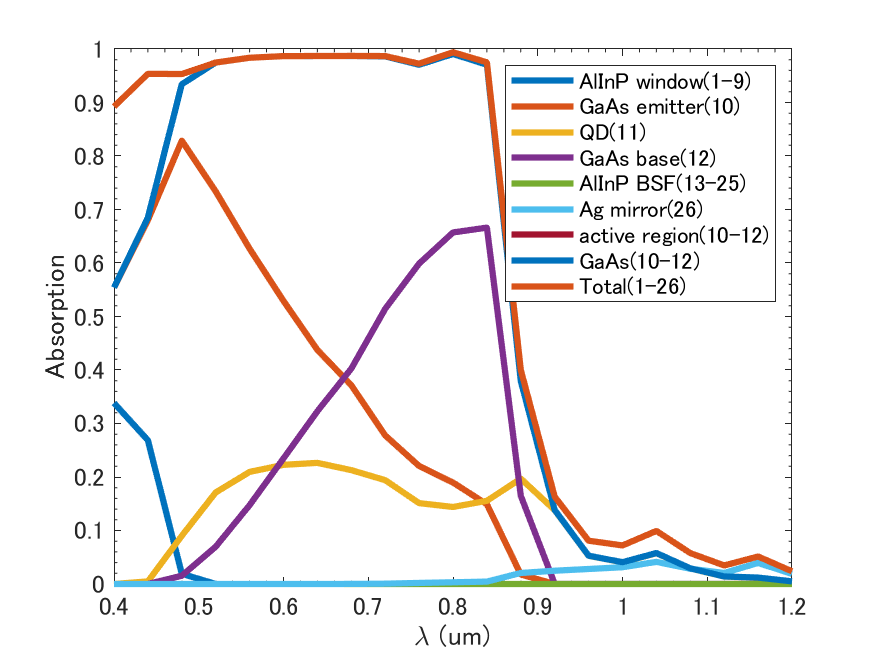 1
0.9
0.8
0.7
0.6
0.5
0.4
0.3
0.2
0.1
0
Absorption
AlInP window(1-9)
GaAs emitter(10)
QD(11)
GaAs base(12)
AlInP BSF(13-25)
Ag mirror(26)
active region(10-12)
GaAs(10-12)
Total(1-26)
0.4 0.5 0.6 0.7 0.8 0.9 1 1.1 1.2
λ (um)